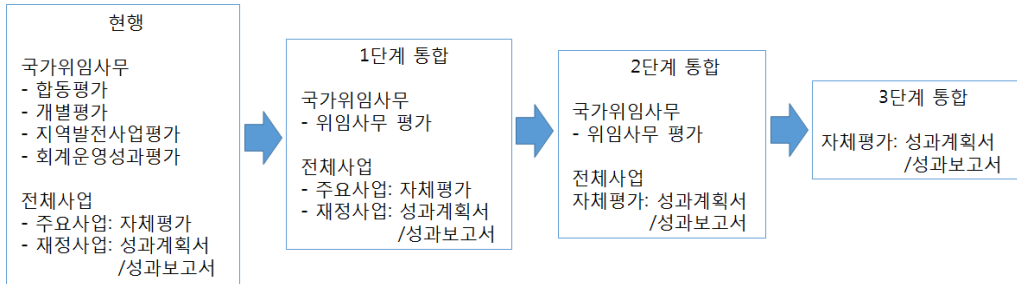 현행
국가위임사무
- 합동평가
- 개별평가
- 지역발전사업평가
- 회계운영성과평가
전체사업
- 주요사업: 자체평가
- 재정사업: 성과계획서
/성과보고서
1단계 통합
국가위임사무
- 위임사무 평가
전체사업
- 주요사업: 자체평가
- 재정사업: 성과계획서
/성과보고서
2단계 통합
국가위임사무
- 위임사무 평가
전체사업
자체평가: 성과계획서
/성과보고서
3단계 통합
자체평가: 성과계획서
/성과보고서